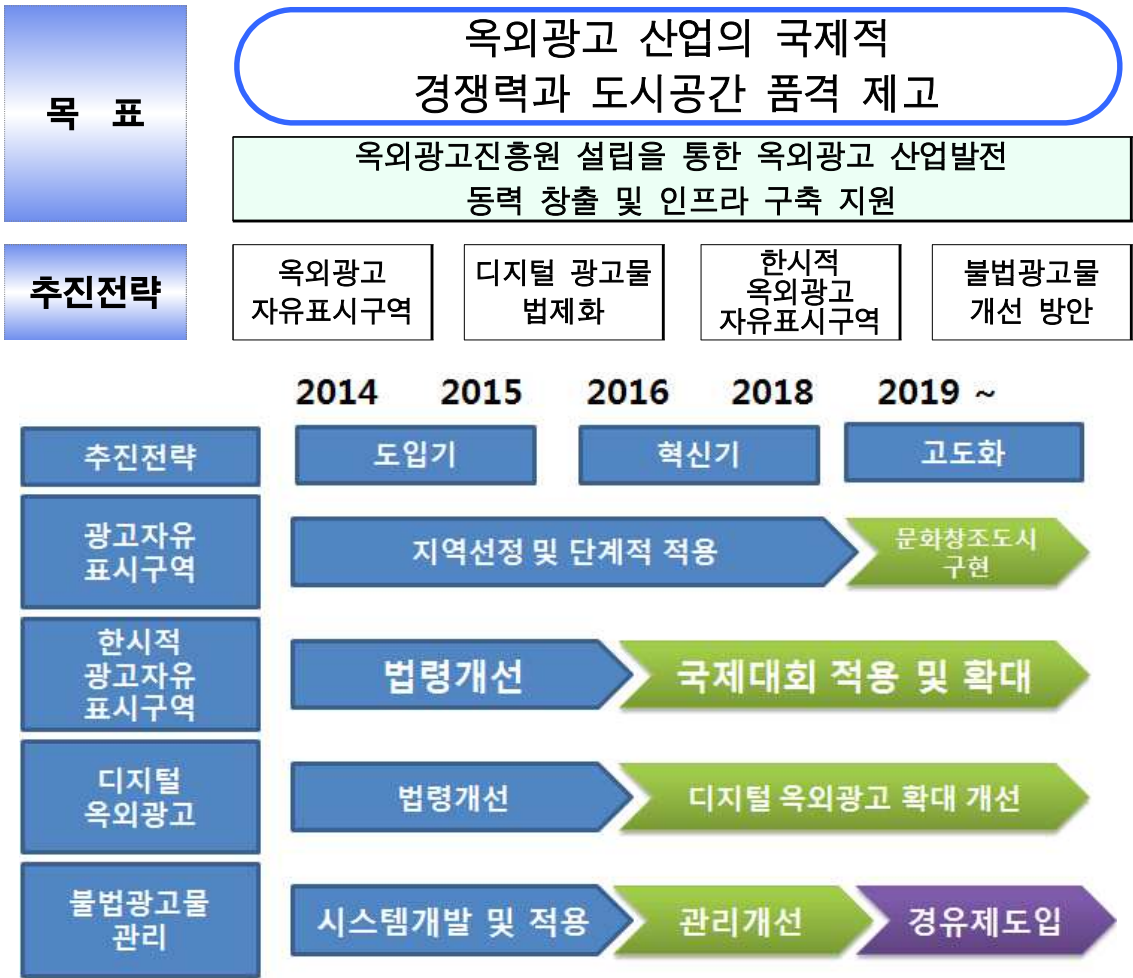 목 표
옥외광고 산업의 국제적
경쟁력과 도시공간 품격 제고
옥외광고진흥원 설립을 통한 옥외광고 산업발전
동력 창출 및 인프라 구축 지원
추진전략
옥외광고
자유표시구역
디지털 광고물
법제화
한시적
옥외광고
자유표시구역
불법광고물
개선 방안
2014 2015 2016 2018 2019 ~
추진전략
도입기
혁신기
고도화
광고자유
표시구역
지역선정 및 단계적 적용
문화창조도시
구현
한시적
광고자유
표시구역
법령개선
국제대회 적용 및 확대
디지털
옥외광고
법령개선
디지털 옥외광고 확대 개선
불법광고물
관리
시스템개발 및 적용
관리개선
경유제도입